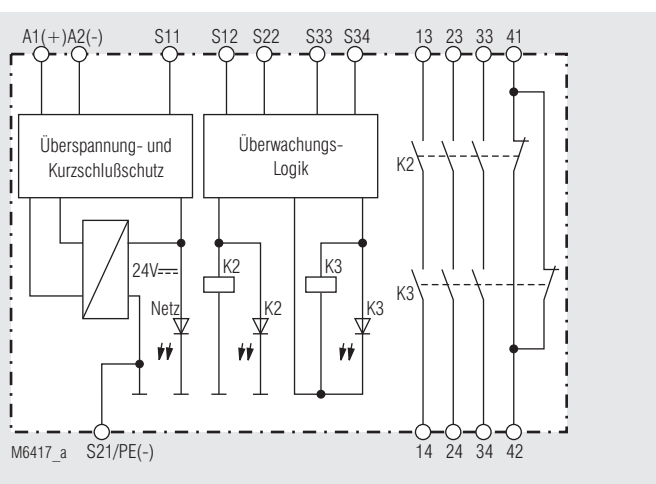 A1(+)A2(-) S11 S12 S22 S33 S34 13 23 33 41
Überspannung- und
Kurzschlußschutz
Überwachungs-
Logik
K2
24V
K2
K3
K3
Netz
K2
K3
M6417_a S21/PE(-) 14 24 34 42